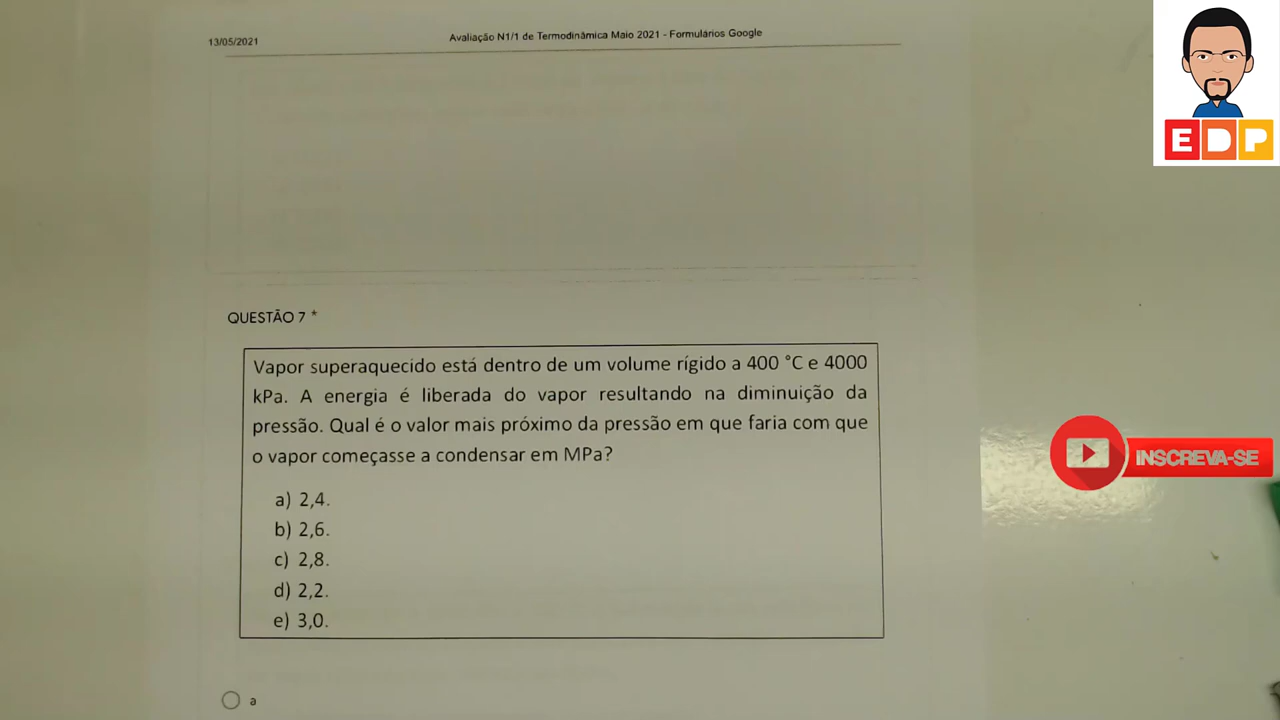 13/05/2021
Avaliação N1/1 de Termodinâmica Maio 2021 - Formulários Google
EDP
QUESTÃO 7 *
Vapor superaquecido está dentro de um volume rígido a 400 °C e 4000
kPa. A energia é liberada do vapor resultando na diminuição da
pressão. Qual é o valor mais próximo da pressão em que faria com que
o vapor começasse a condensar em MPa?
INSCREVA-SE
a) 2,4.
b) 2,6.
c) 2,8.
d) 2,2.
e) 3,0.
a